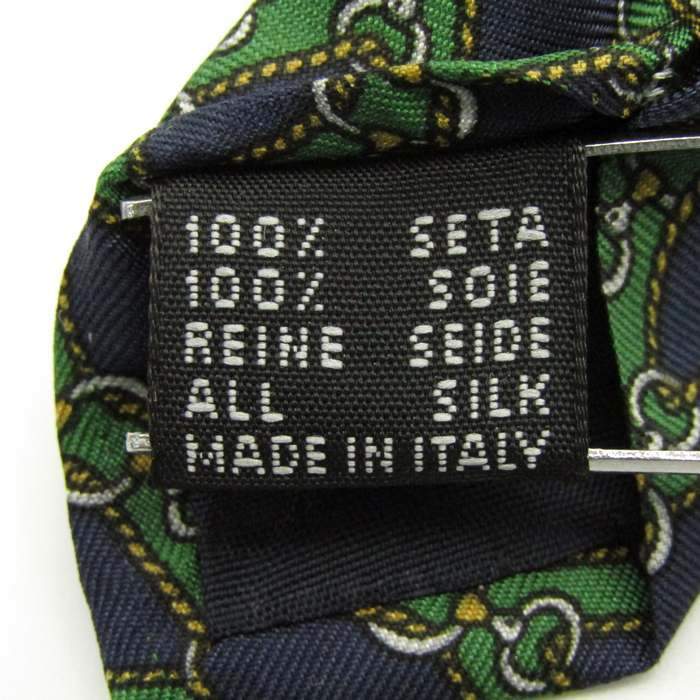 100% SETA
100% SOIE
REINE SEIDE
ALL SILK
MADE IN ITALY